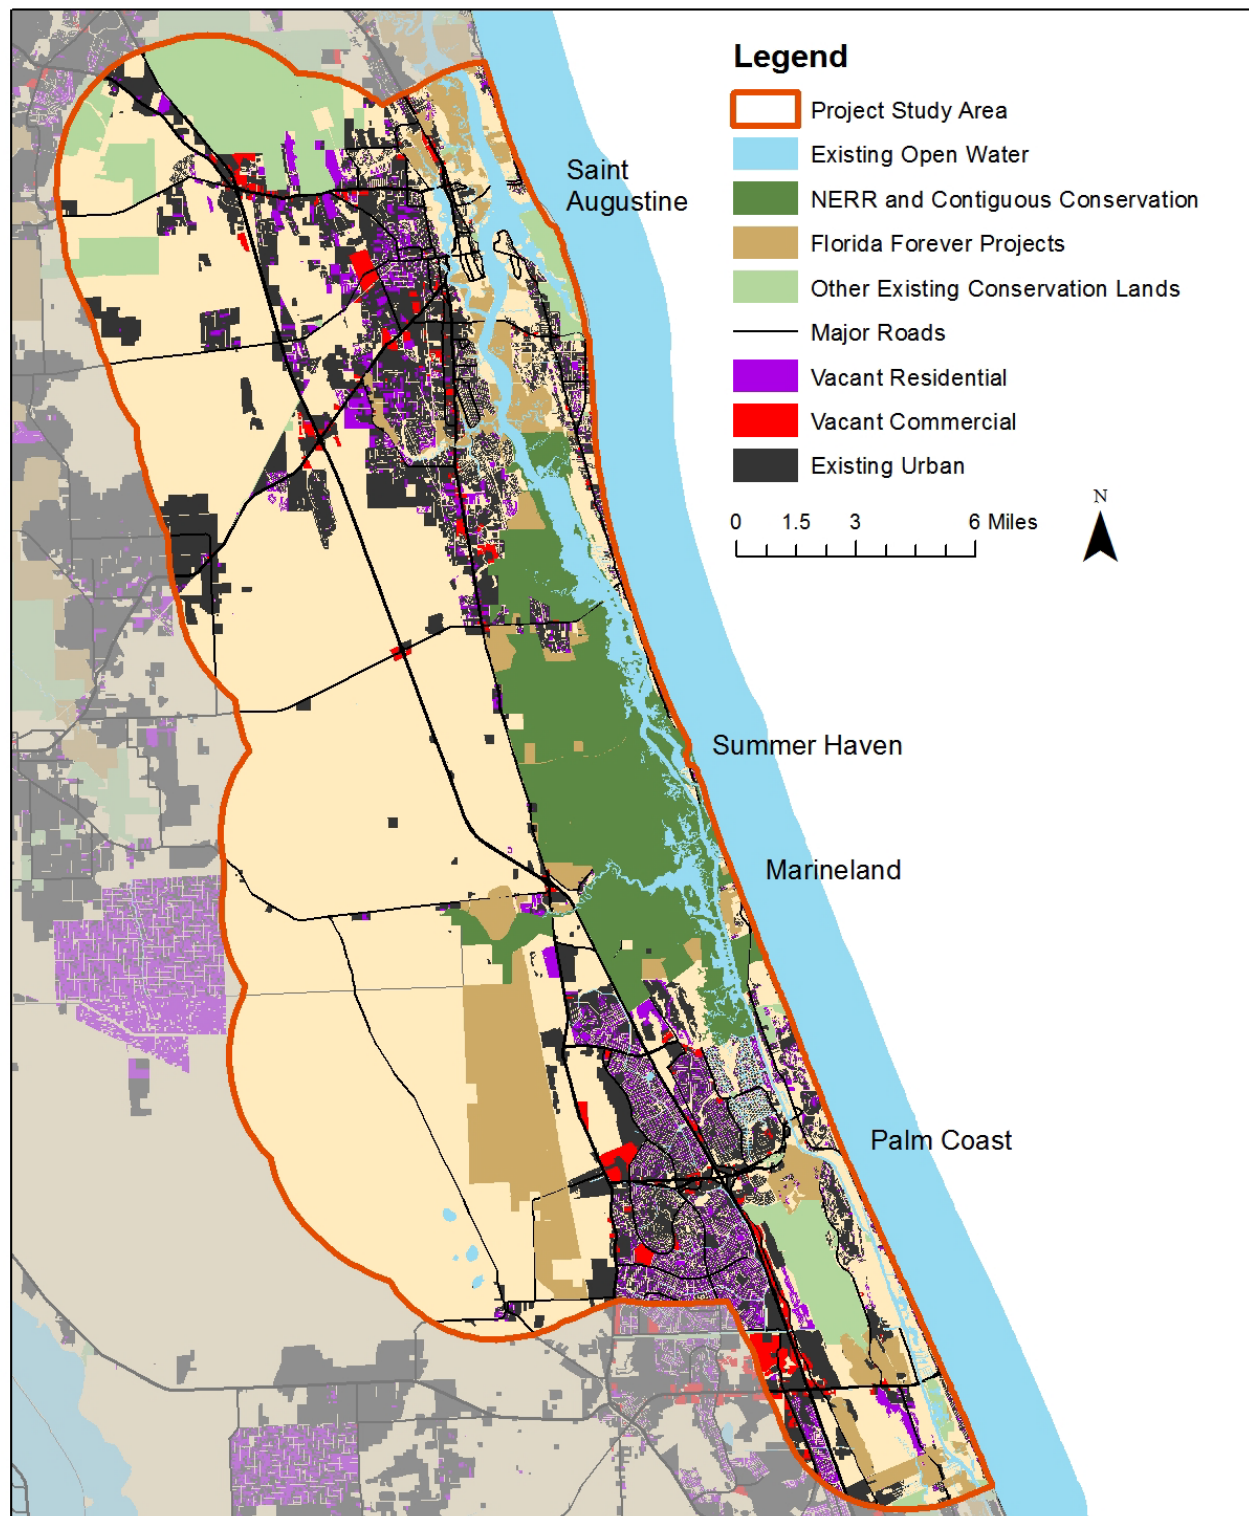 Legend
Project Study Area
Existing Open Water
NERR and Contiguous Conservation
Florida Forever Projects
Other Existing Conservation Lands
Major Roads
Vacant Residential
Vacant Commercial
Existing Urban
0 1.5 3 6 Miles
N
Saint
Augustine
Summer Haven
Marineland
Palm Coast